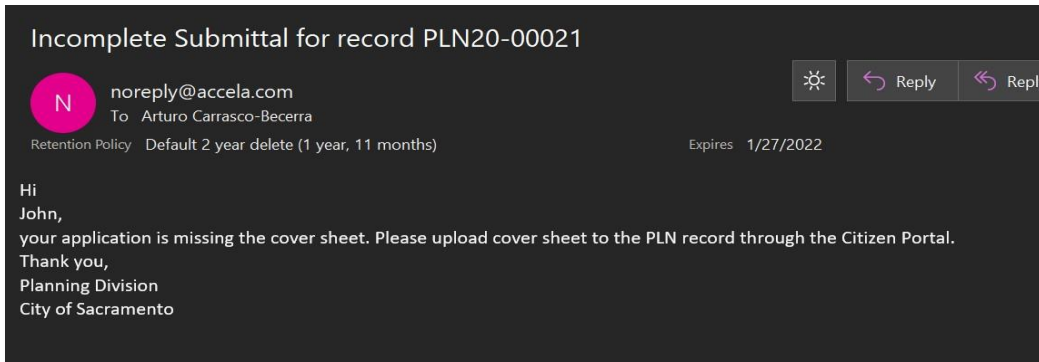 Incomplete Submittal for record PLN20-00021
N
noreply@accela.com
To Arturo Carrasco-Becerra
Reply
Repl
Retention Policy Default 2 year delete (1 year, 11 months)
Expires 1/27/2022
Hi
John,
your application is missing the cover sheet. Please upload cover sheet to the PLN record through the Citizen Portal.
Thank you,
Planning Division
City of Sacramento